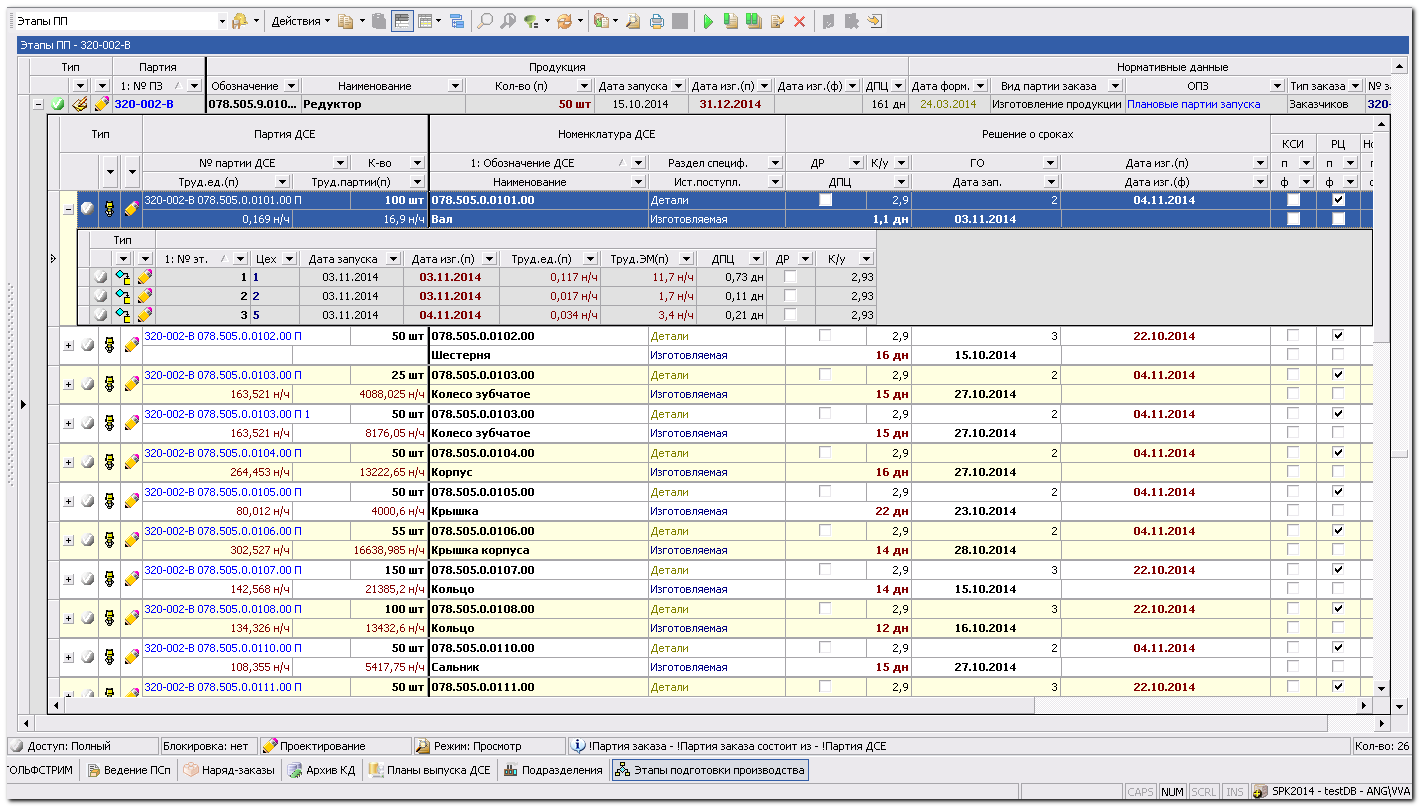 Этапы ПП
Действия
Этапы ПП - 320-002-В
Тип Партия Продукция Нормативные данные
1: № ПЗ Обозначение Наименование Кол-во (п) Дата запуска Дата изг.(п) Дата изг.(ф) ДПЦ Дата форм. Вид партии заказа ОПЗ Тип заказа № з
320-002-В 078.505.9.010... Редуктор 50 шт 15.10.2014 31.12.2014 161 дн 24.03.2014 Изготовление продукции Плановые партии запуска Заказчиков 320-
Тип Партия ДСЕ Номенклатура ДСЕ Решение о сроках
КСИ РЦ Но
№ партии ДСЕ К-во 1: Обозначение ДСЕ Раздел специф. ДР К/у ГО Дата изг.(п) п п
Труд.ед.(п) Труд.партии(п) Наименование Ист.поступл. ДПЦ Дата зап. Дата изг.(ф) ф ф
320-002-В 078.505.0.0101.00 П 100 шт 078.505.0.0101.00 Детали 2,9 2 04.11.2014
0,169 н/ч 16,9 н/ч Вал Изготовляемая 1,1 дн 03.11.2014
Тип
1: № эт. Цех Дата запуска Дата изг.(п) Труд.ед.(п) Труд.ЭМ(п) ДПЦ ДР К/у
1 1 03.11.2014 03.11.2014 0,117 н/ч 11,7 н/ч 0,73 дн 2,93
2 2 03.11.2014 03.11.2014 0,017 н/ч 1,7 н/ч 0,11 дн 2,93
3 5 03.11.2014 04.11.2014 0,034 н/ч 3,4 н/ч 0,21 дн 2,93
320-002-В 078.505.0.0102.00 П 50 шт 078.505.0.0102.00 Детали 2,9 3 22.10.2014
Шестерня Изготовляемая 16 дн 15.10.2014
320-002-В 078.505.0.0103.00 П 25 шт 078.505.0.0103.00 Детали 2,9 2 04.11.2014
163,521 н/ч 4088,025 н/ч Колесо зубчатое Изготовляемая 15 дн 27.10.2014
320-002-В 078.505.0.0103.00 П 1 50 шт 078.505.0.0103.00 Детали 2,9 2 04.11.2014
163,521 н/ч 8176,05 н/ч Колесо зубчатое Изготовляемая 15 дн 27.10.2014
320-002-В 078.505.0.0104.00 П 50 шт 078.505.0.0104.00 Детали 2,9 2 04.11.2014
264,453 н/ч 13222,65 н/ч Корпус Изготовляемая 16 дн 27.10.2014
320-002-В 078.505.0.0105.00 П 50 шт 078.505.0.0105.00 Детали 2,9 2 04.11.2014
80,012 н/ч 4000,6 н/ч Крышка Изготовляемая 22 дн 23.10.2014
320-002-В 078.505.0.0106.00 П 55 шт 078.505.0.0106.00 Детали 2,9 2 04.11.2014
302,527 н/ч 16638,985 н/ч Крышка корпуса Изготовляемая 14 дн 28.10.2014
320-002-В 078.505.0.0107.00 П 150 шт 078.505.0.0107.00 Детали 2,9 3 22.10.2014
142,568 н/ч 21385,2 н/ч Кольцо Изготовляемая 14 дн 15.10.2014
320-002-В 078.505.0.0108.00 П 100 шт 078.505.0.0108.00 Детали 2,9 3 22.10.2014
134,326 н/ч 13432,6 н/ч Кольцо Изготовляемая 12 дн 16.10.2014
320-002-В 078.505.0.0110.00 П 50 шт 078.505.0.0110.00 Детали 2,9 2 04.11.2014
108,355 н/ч 5417,75 н/ч Сальник Изготовляемая 15 дн 27.10.2014
320-002-В 078.505.0.0111.00 П 50 шт 078.505.0.0111.00 Детали 2,9 3 22.10.2014
Доступ: Полный Блокировка: нет Проектирование Режим: Просмотр !Партия заказа - !Партия заказа состоит из - !Партия ДСЕ Кол-во: 26
ОЛЬФСТРИМ Ведение ПСп Наряд-заказы Архив КД Планы выпуска ДСЕ Подразделения Этапы подготовки производства
CAPS NUM SCRL INS SPK2014 - testDB - ANG\VVA